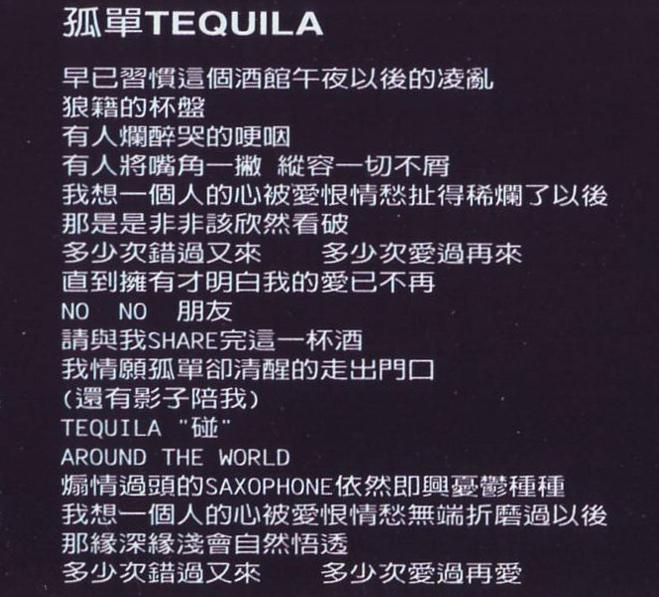 孤單TEQUILA
早已習慣這個酒館午夜以後的凌亂
狼籍的杯盤
有人爛醉哭的哽咽
有人將嘴角一撇 縱容一切不屑
我想一個人的心被愛恨情愁扯得稀爛了以後
那是是非非該欣然看破
多少次錯過又來 多少次愛過再來
直到擁有才明白我的愛已不再
NO NO 朋友
請與我SHARE完這一杯酒
我情願孤單卻清醒的走出門口
(還有影子陪我)
TEQUILA "碰"
AROUND THE WORLD
煽情過頭的SAXOPHONE依然即興憂鬱種種
我想一個人的心被愛恨情愁無端折磨過以後
那緣深緣淺會自然悟透
多少次錯過又來 多少次愛過再愛